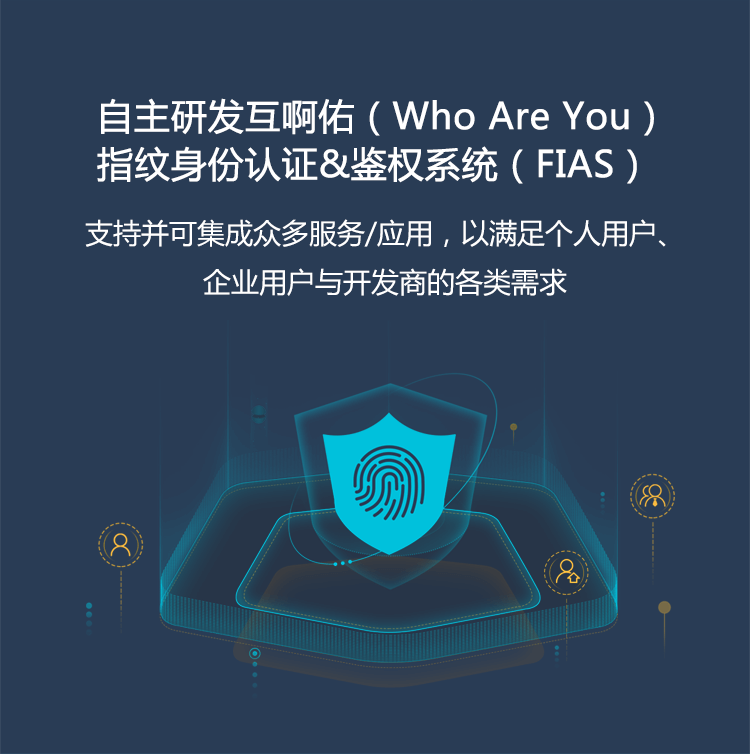 自主研发互啊佑（Who Are You）
指纹身份认证&鉴权系统（FIAS）
支持并可集成众多服务/应用，以满足个人用户、
企业用户与开发商的各类需求